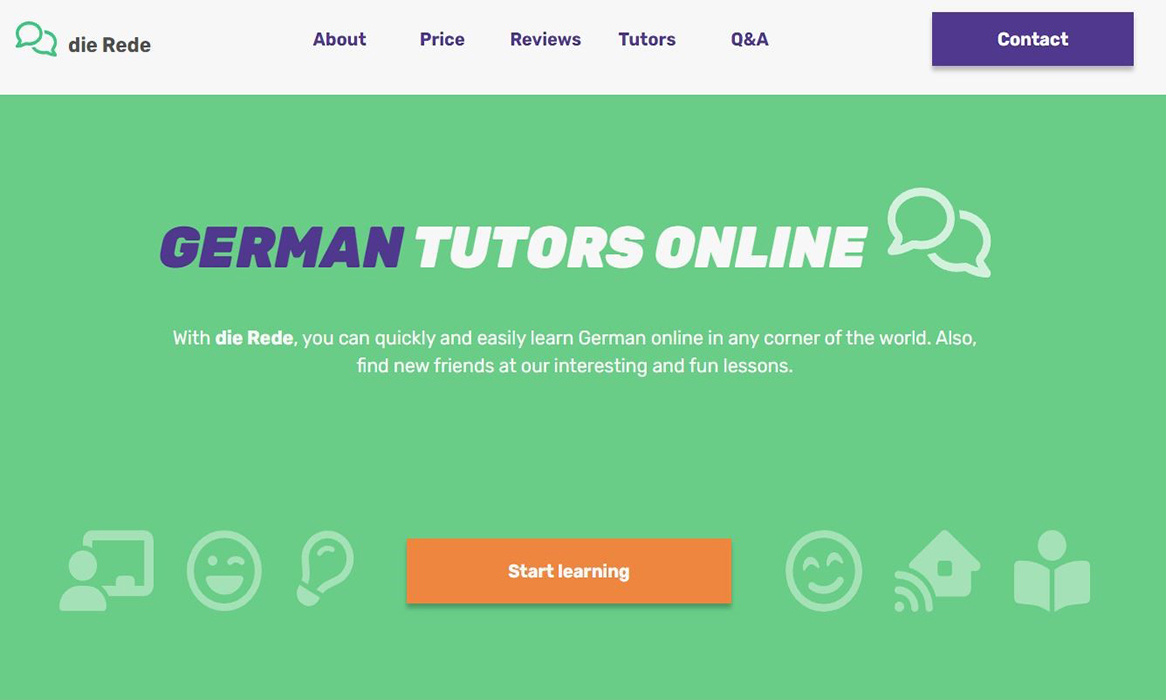 die Rede
About Price Reviews Tutors Q&A
Contact
GERMAN TUTORS ONLINE
With die Rede, you can quickly and easily learn German online in any corner of the world. Also,
find new friends at our interesting and fun lessons.
Start learning